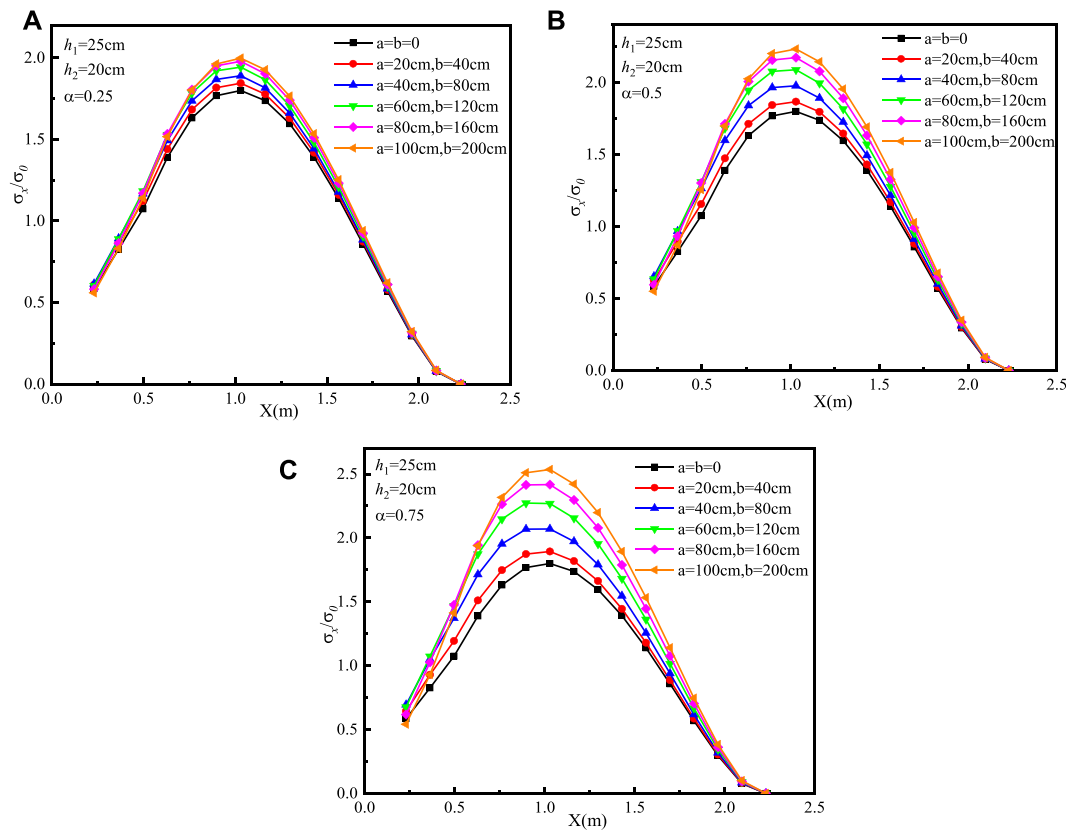 A
h1=25cm
h2=20cm
α=0.25
a=b=0
a=20cm,b=40cm
a=40cm,b=80cm
a=60cm,b=120cm
a=80cm,b=160cm
a=100cm,b=200cm
σx/σ0
2.0
1.5
1.0
0.5
0.0
0.0 0.5 1.0 1.5 2.0 2.5
X(m)
B
h1=25cm
h2=20cm
α=0.5
a=b=0
a=20cm,b=40cm
a=40cm,b=80cm
a=60cm,b=120cm
a=80cm,b=160cm
a=100cm,b=200cm
σx/σ0
2.0
1.5
1.0
0.5
0.0
0.0 0.5 1.0 1.5 2.0 2.5
X(m)
C
h1=25cm
h2=20cm
α=0.75
a=b=0
a=20cm,b=40cm
a=40cm,b=80cm
a=60cm,b=120cm
a=80cm,b=160cm
a=100cm,b=200cm
σx/σ0
2.5
2.0
1.5
1.0
0.5
0.0
0.0 0.5 1.0 1.5 2.0 2.5
X(m)